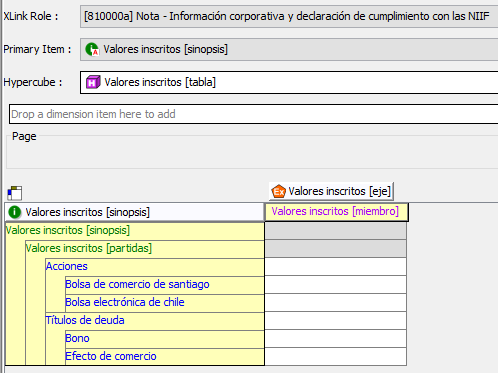 XLink Role : [810000a] Nota - Información corporativa y declaración de cumplimiento con las NIIF
Primary Item : Valores inscritos [sinopsis]
Hypercube : H Valores inscritos [tabla]
Drop a dimension item here to add
Page
Ex Valores inscritos [eje]
i Valores inscritos [sinopsis] Valores inscritos [miembro]
Valores inscritos [sinopsis]
Valores inscritos [partidas]
Acciones
Bolsa de comercio de santiago
Bolsa electrónica de chile
Títulos de deuda
Bono
Efecto de comercio